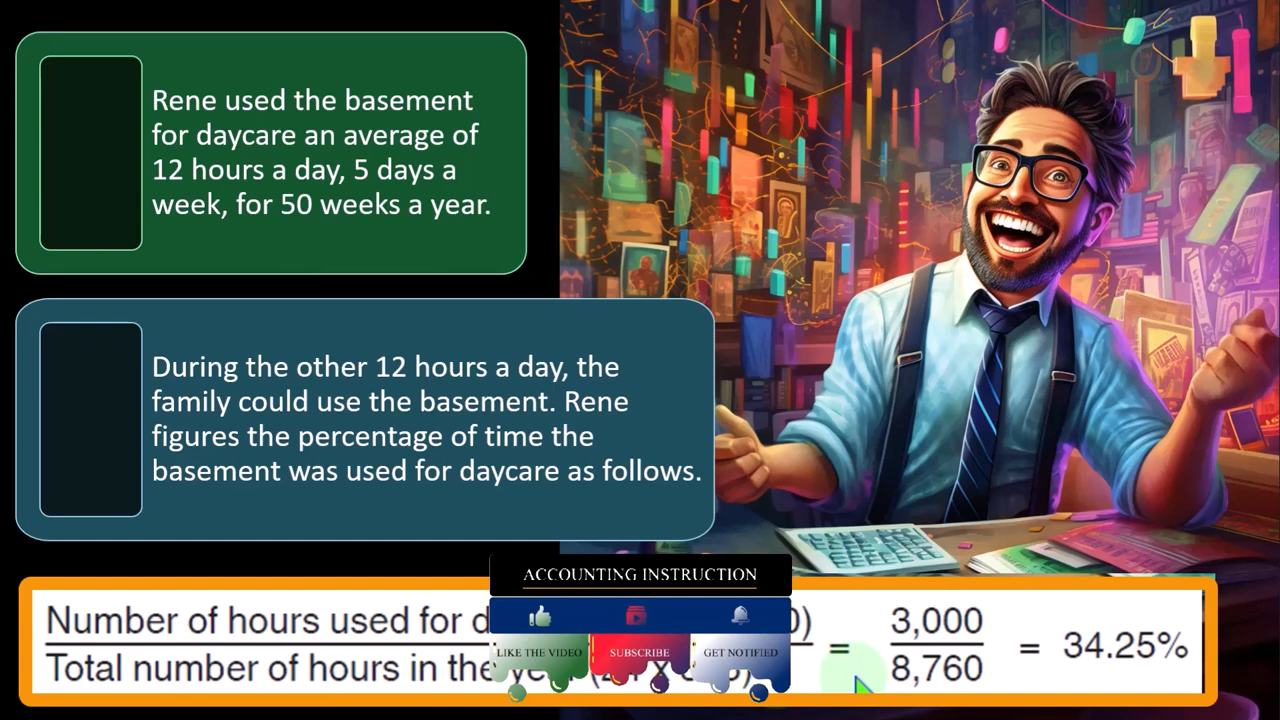 Rene used the basement
for daycare an average of
12 hours a day, 5 days a
week, for 50 weeks a year.
During the other 12 hours a day, the
family could use the basement. Rene
figures the percentage of time the
basement was used for daycare as follows.
ACCOUNTING INSTRUCTION
LIKE THE VIDEO
SUBSCRIBE
GET NOTIFIED
Number of hours used for
Total number of hours in the
= 3,000
8,760
= 34.25%